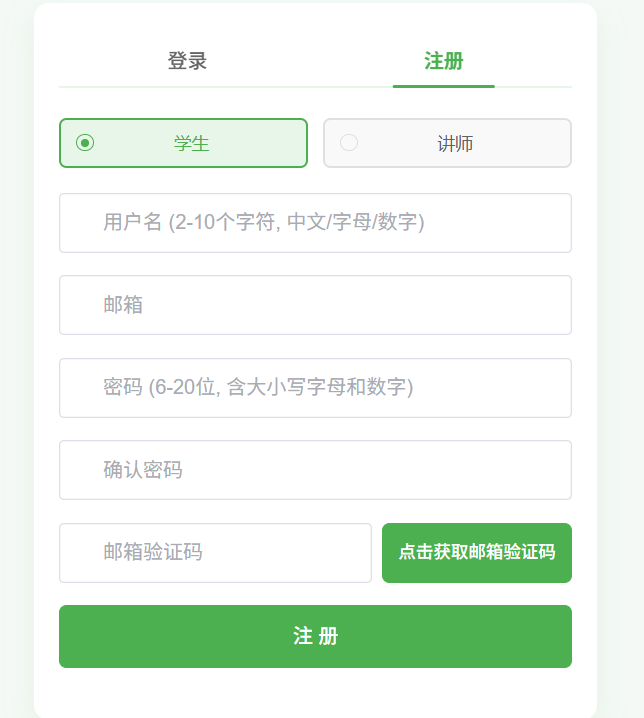 登录 注册
学生 讲师
用户名 (2-10个字符, 中文/字母/数字)
邮箱
密码 (6-20位, 含大小写字母和数字)
确认密码
邮箱验证码 点击获取邮箱验证码
注 册